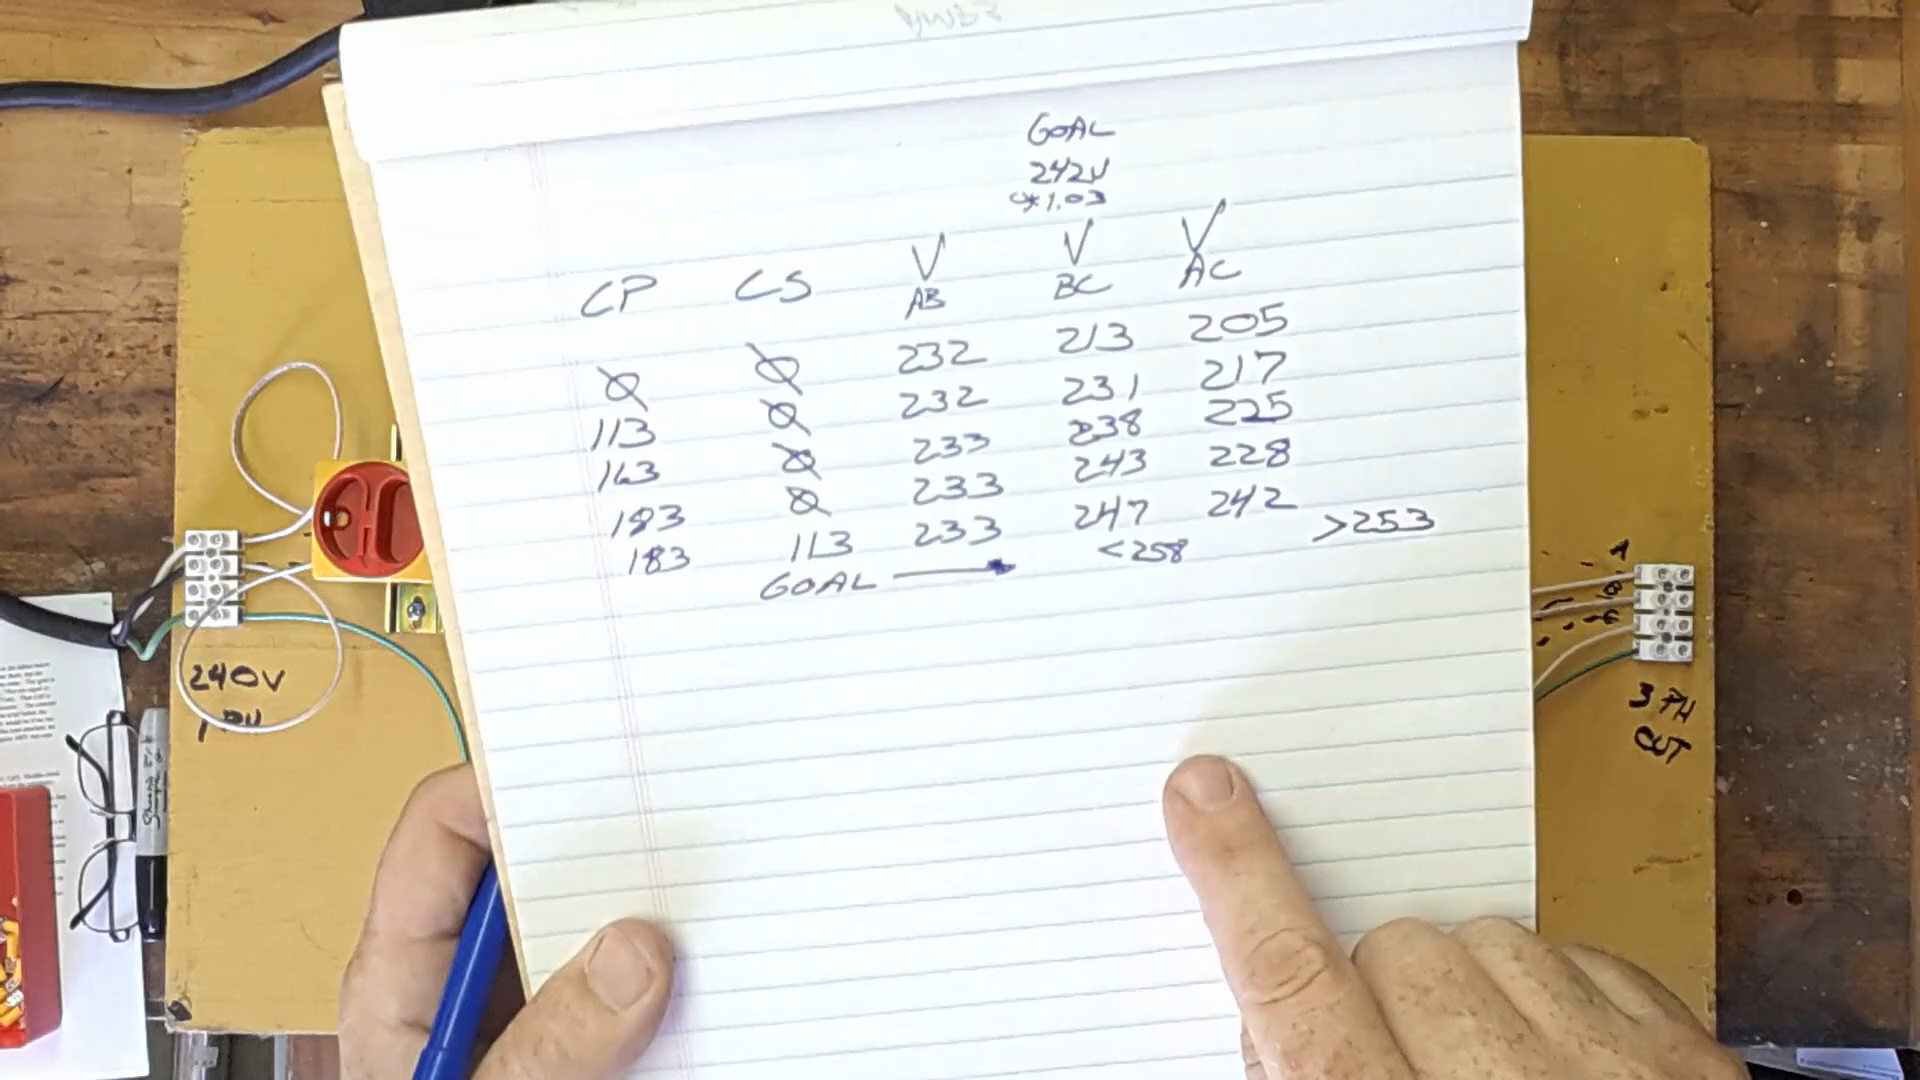 GOAL
242V
*1.03
CP CS V AB V BC V AC
Ø Ø 232 213 205
113 Ø 232 231 217
163 Ø 233 238 225
183 Ø 233 243 228
183 113 233 247 242
GOAL → <258 >253
240V
A
B
C
3 PH
OUT